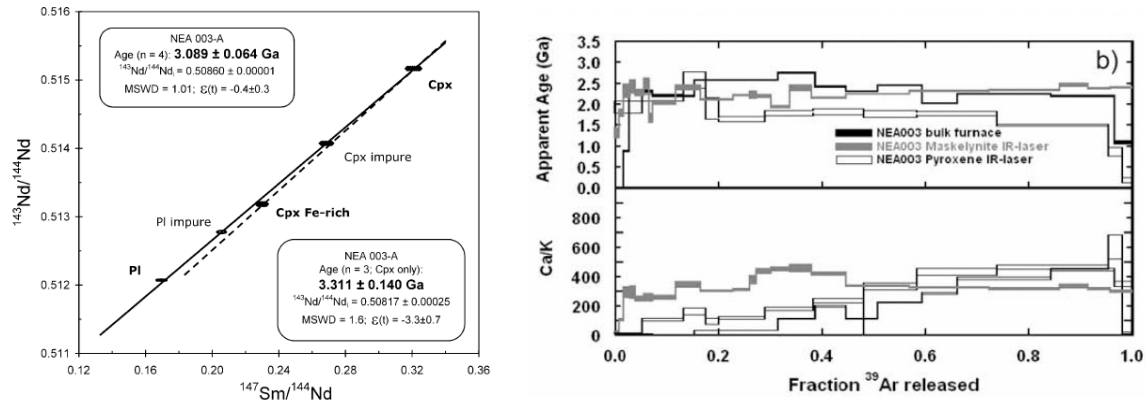 0.516
0.515
0.514
0.513
0.512
0.511
0.12
0.16
0.20
0.24
0.28
0.32
0.36
¹⁴³Nd/¹⁴⁴Nd
¹⁴⁷Sm/¹⁴⁴Nd
NEA 003-A
Age (n = 4): 3.089 ± 0.064 Ga
¹⁴³Nd/¹⁴⁴Ndᵢ = 0.50860 ± 0.00001
MSWD = 1.01; ε(t) = -0.4±0.3
Cpx
Cpx impure
Cpx Fe-rich
Pl impure
Pl
NEA 003-A
Age (n = 3; Cpx only):
3.311 ± 0.140 Ga
¹⁴³Nd/¹⁴⁴Ndᵢ = 0.50817 ± 0.00025
MSWD = 1.6; ε(t) = -3.3±0.7
b)
Apparent Age (Ga)
3.5
3.0
2.5
2.0
1.5
1.0
0.5
0.0
NEA003 bulk furnace
NEA003 Maskelynite IR-laser
NEA003 Pyroxene IR-laser
Ca/K
800
600
400
200
0
0.0
0.2
0.4
0.6
0.8
1.0
Fraction ³⁹Ar released